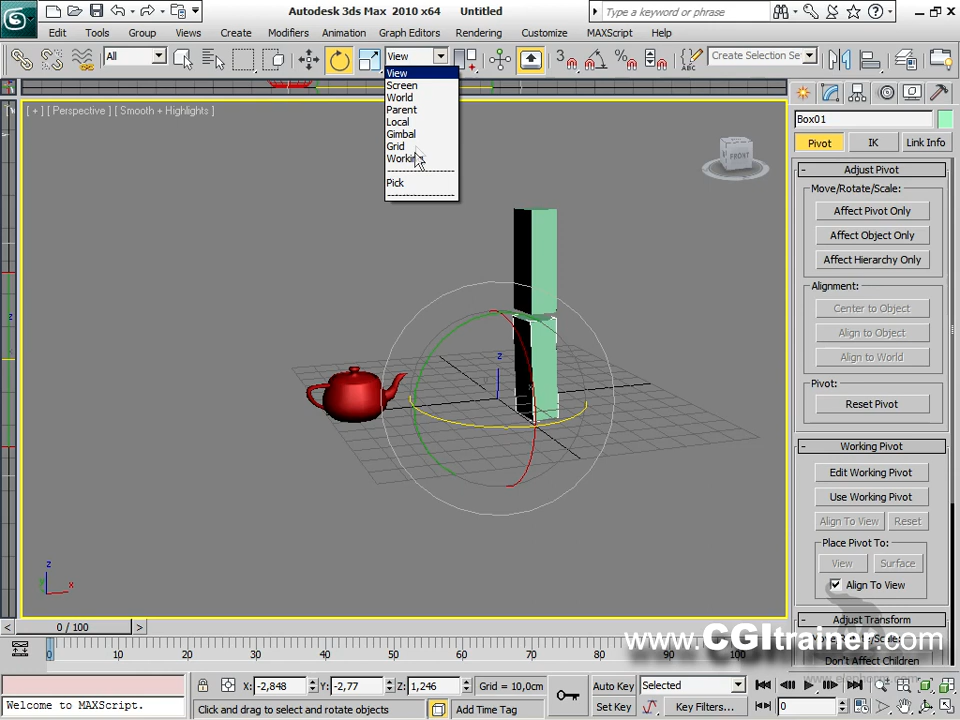 Autodesk 3ds Max 2010 x64 Untitled
Type a keyword or phrase
Edit Tools Group Views Create Modifiers Animation Graph Editors Rendering Customize MAXScript Help
All
View
Create Selection Se
View
Screen
World
Parent
Local
Gimbal
Grid
Working
Pick
[ + ] [ Perspective ] [ Smooth + Highlights ]
FRONT
z
x
z
x
y
Box01
Pivot IK Link Info
- Adjust Pivot
Move/Rotate/Scale:
Affect Pivot Only
Affect Object Only
Affect Hierarchy Only
Alignment:
Center to Object
Align to Object
Align to World
Pivot:
Reset Pivot
- Working Pivot
Edit Working Pivot
Use Working Pivot
Align To View Reset
Place Pivot To:
View Surface
Align To View
- Adjust Transform
Move/Rotate/Scale:
Don't Affect Children
www.CGItrainer.com
< 0 / 100 >
0 10 20 30 40 50 60 70 80 90 100
X: -2,848 Y: -2,77 Z: 1,246 Grid = 10,0cm
Auto Key Selected
Welcome to MAXScript.
Click and drag to select and rotate objects
Add Time Tag
Set Key Key Filters...
0